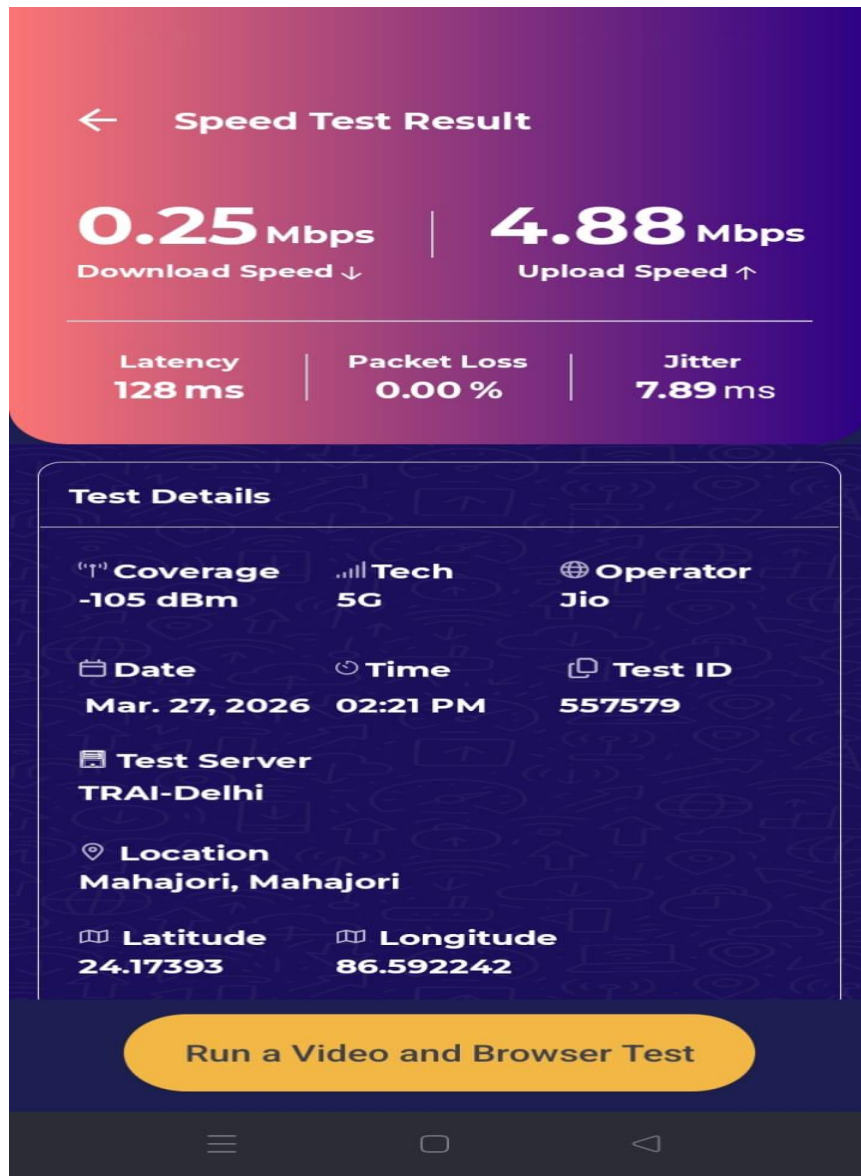 Speed Test Result
0.25 Mbps 4.88 Mbps
Download Speed ↓ Upload Speed ↑
Latency Packet Loss Jitter
128 ms 0.00 % 7.89 ms
Test Details
Coverage Tech Operator
-105 dBm 5G Jio
Date Time Test ID
Mar. 27, 2026 02:21 PM 557579
Test Server
TRAI-Delhi
Location
Mahajori, Mahajori
Latitude Longitude
24.17393 86.592242
Run a Video and Browser Test